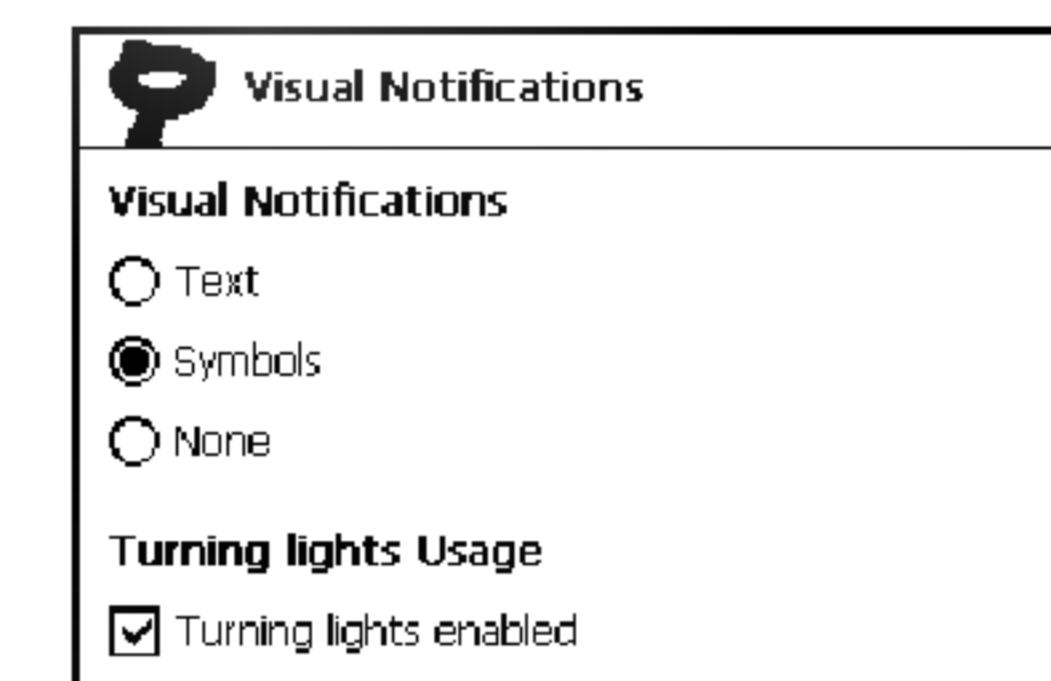 Visual Notifications
Visual Notifications
Text
Symbols
None
Turning lights Usage
Turning lights enabled